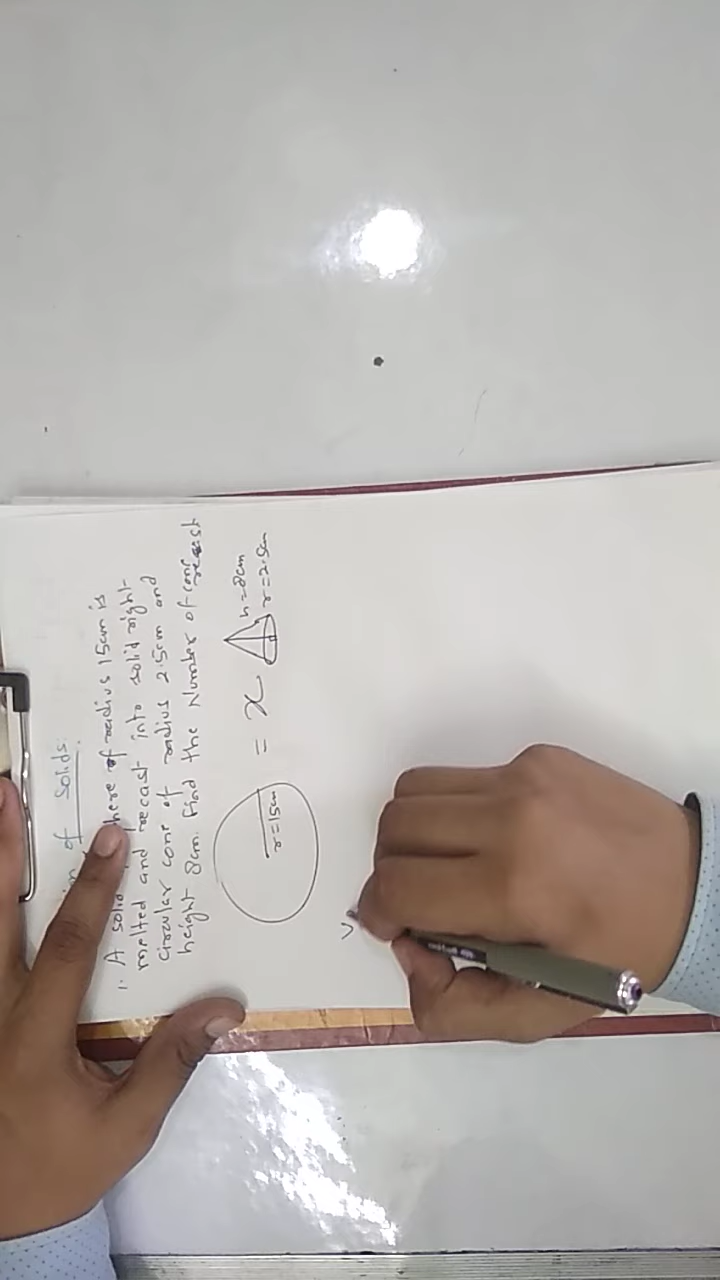 of Solids:
1. A solid here of radius 15cm is
melted and recast into solid right
circular cone of radius 2.5cm and
height 8cm. Find the Number of cone
recast
r=15cm = x h=8cm
r=2.5cm
V